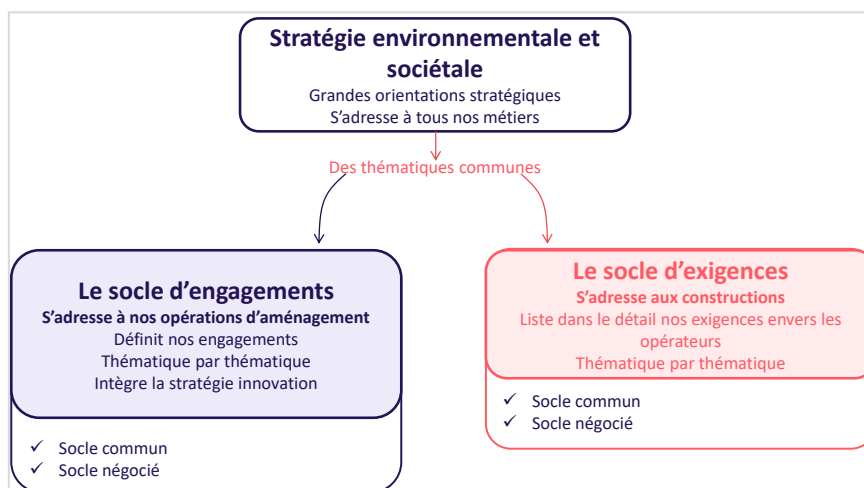 Stratégie environnementale et
sociétale
Grandes orientations stratégiques
S'adresse à tous nos métiers
Des thématiques communes
Le socle d'engagements
S'adresse à nos opérations d'aménagement
Définit nos engagements
Thématique par thématique
Intègre la stratégie innovation
✓ Socle commun
✓ Socle négocié
Le socle d'exigences
S'adresse aux constructions
Liste dans le détail nos exigences envers les
opérateurs
Thématique par thématique
✓ Socle commun
✓ Socle négocié